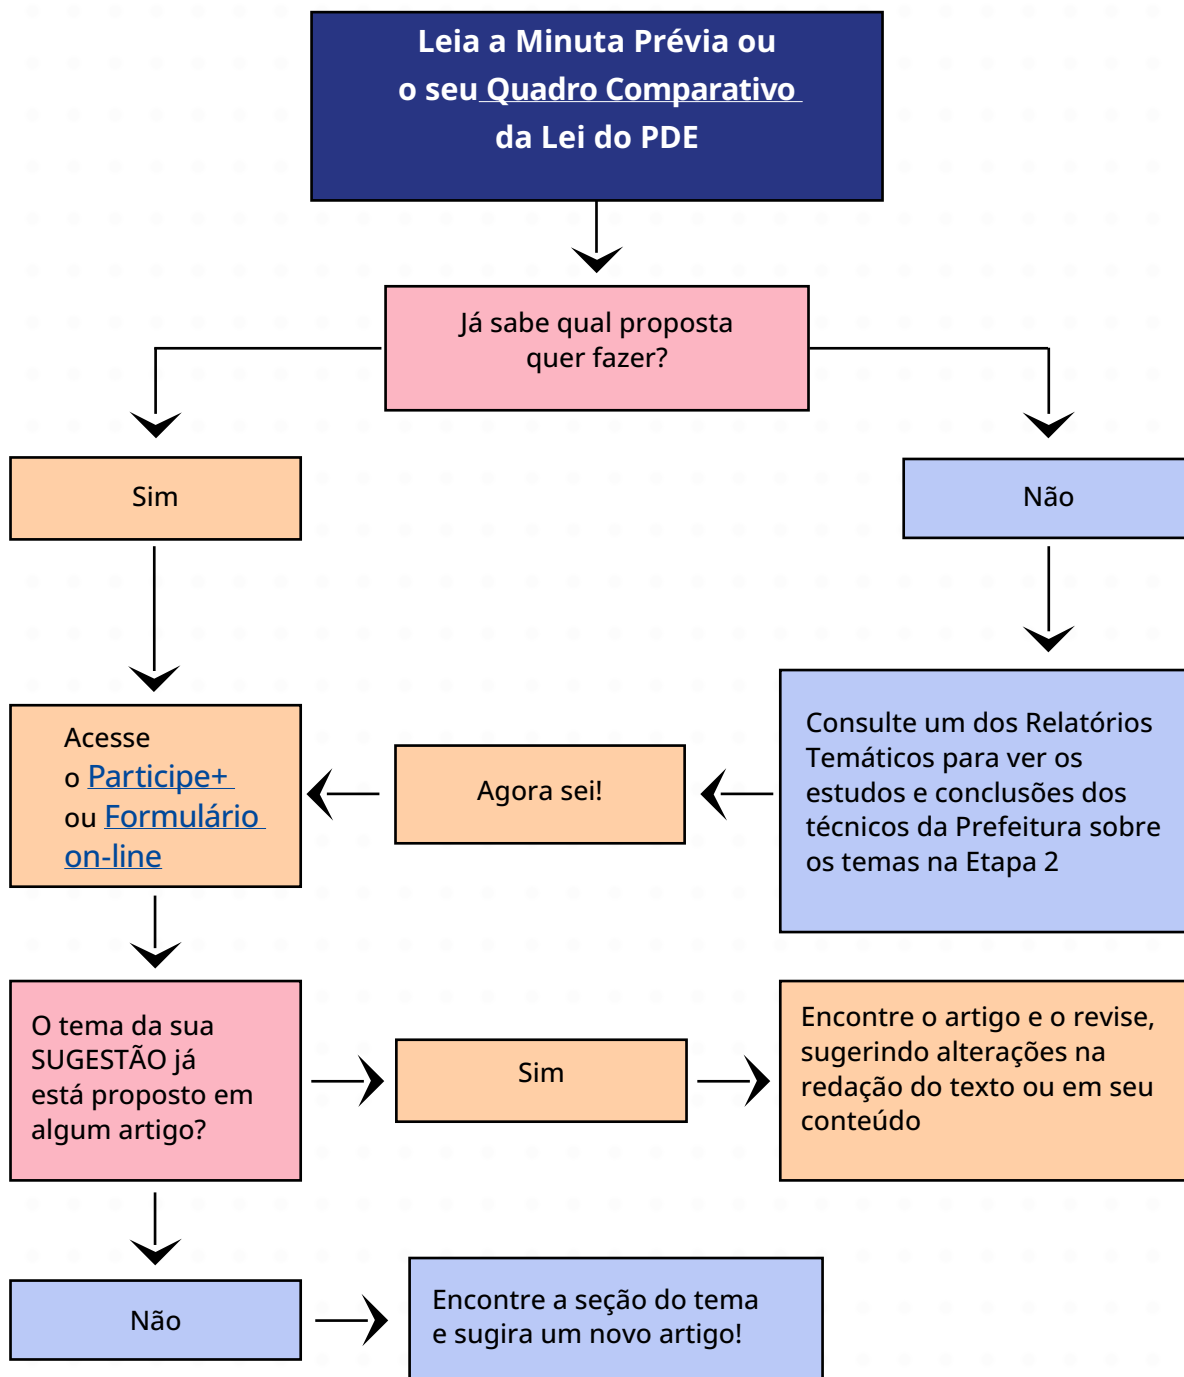 Leia a Minuta Prévia ou
o seu Quadro Comparativo
da Lei do PDE
Já sabe qual proposta
quer fazer?
Sim
Não
Acesse
o Participe+
ou Formulário
on-line
Agora sei!
Consulte um dos Relatórios
Temáticos para ver os
estudos e conclusões dos
técnicos da Prefeitura sobre
os temas na Etapa 2
O tema da sua
SUGESTÃO já
está proposto em
algum artigo?
Sim
Encontre o artigo e o revise,
sugerindo alterações na
redação do texto ou em seu
conteúdo
Não
Encontre a seção do tema
e sugira um novo artigo!